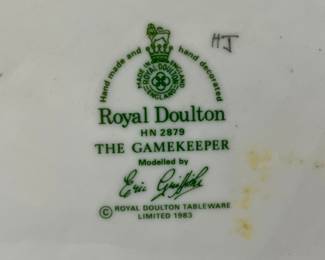 HJ
Hand made and hand decorated
MADE IN ENGLAND
ROYAL DOULTON
ENGLAND
Royal Doulton
HN 2879
THE GAMEKEEPER
Modelled by
Eric Griffiths
© ROYAL DOULTON TABLEWARE
LIMITED 1983